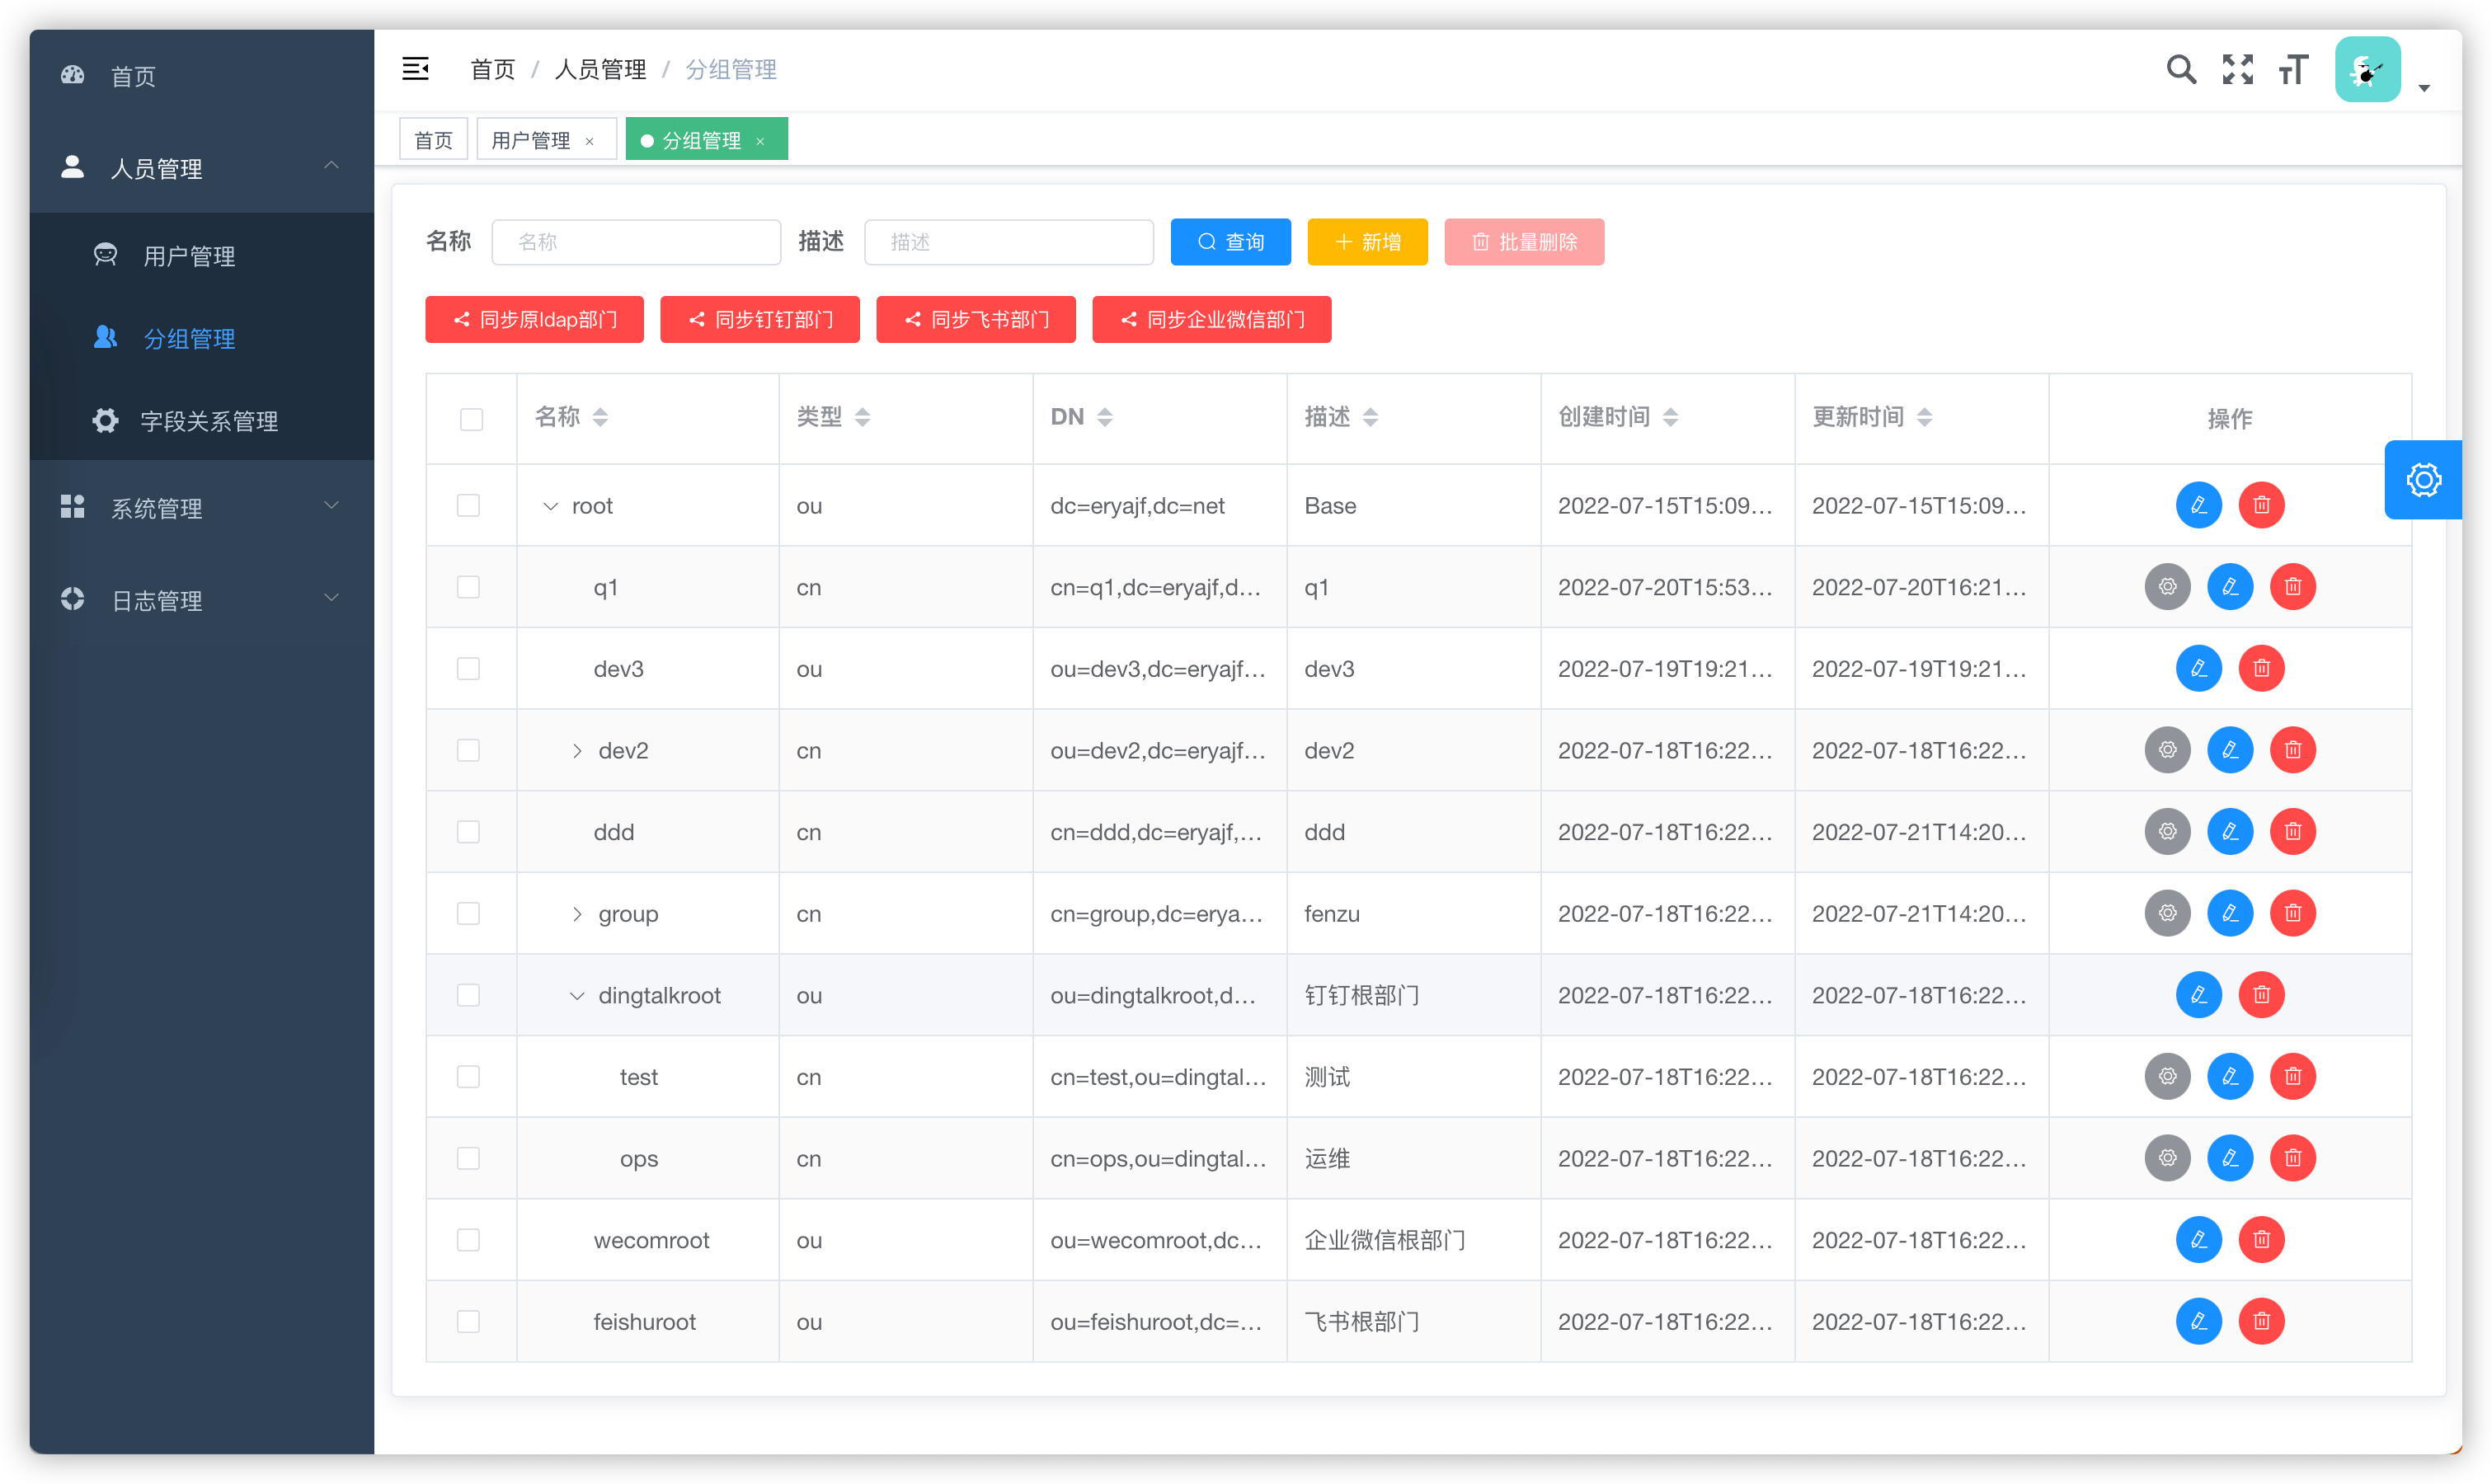 首页
人员管理
用户管理
分组管理
字段关系管理
系统管理
日志管理
首页 / 人员管理 / 分组管理
首页 用户管理 × 分组管理 ×
名称 名称 描述 描述 查询 新增 批量删除
同步原ldap部门 同步钉钉部门 同步飞书部门 同步企业微信部门
名称 类型 DN 描述 创建时间 更新时间 操作
root ou dc=eryajf,dc=net Base 2022-07-15T15:09... 2022-07-15T15:09...
q1 cn cn=q1,dc=eryajf,d... q1 2022-07-20T15:53... 2022-07-20T16:21...
dev3 ou ou=dev3,dc=eryajf... dev3 2022-07-19T19:21... 2022-07-19T19:21...
dev2 cn ou=dev2,dc=eryajf... dev2 2022-07-18T16:22... 2022-07-18T16:22...
ddd cn cn=ddd,dc=eryajf,... ddd 2022-07-18T16:22... 2022-07-21T14:20...
group cn cn=group,dc=erya... fenzu 2022-07-18T16:22... 2022-07-21T14:20...
dingtalkroot ou ou=dingtalkroot,d... 钉钉根部门 2022-07-18T16:22... 2022-07-18T16:22...
test cn cn=test,ou=dingtal... 测试 2022-07-18T16:22... 2022-07-18T16:22...
ops cn cn=ops,ou=dingtal... 运维 2022-07-18T16:22... 2022-07-18T16:22...
wecomroot ou ou=wecomroot,dc... 企业微信根部门 2022-07-18T16:22... 2022-07-18T16:22...
feishuroot ou ou=feishuroot,dc=... 飞书根部门 2022-07-18T16:22... 2022-07-18T16:22...